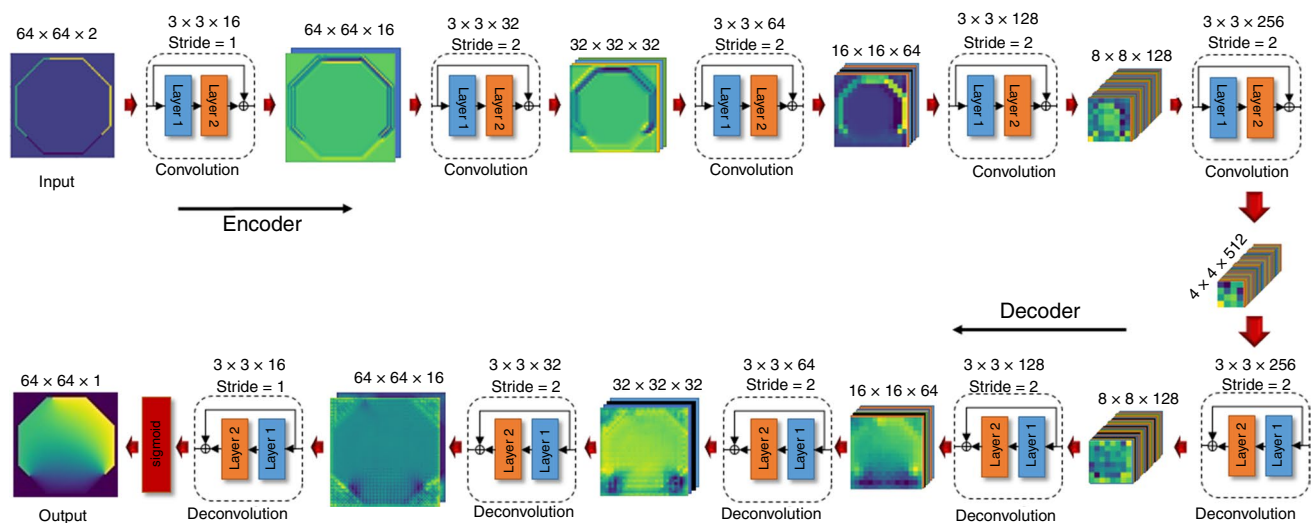 64 × 64 × 2
Input
3 × 3 × 16
Stride = 1
Layer 1
Layer 2
Convolution
64 × 64 × 16
3 × 3 × 32
Stride = 2
Layer 1
Layer 2
Convolution
32 × 32 × 32
3 × 3 × 64
Stride = 2
Layer 1
Layer 2
Convolution
16 × 16 × 64
3 × 3 × 128
Stride = 2
Layer 1
Layer 2
Convolution
8 × 8 × 128
3 × 3 × 256
Stride = 2
Layer 1
Layer 2
Convolution
Encoder
4 × 4 × 512
Decoder
3 × 3 × 256
Stride = 2
Layer 2
Layer 1
Deconvolution
8 × 8 × 128
3 × 3 × 128
Stride = 2
Layer 2
Layer 1
Deconvolution
16 × 16 × 64
3 × 3 × 64
Stride = 2
Layer 2
Layer 1
Deconvolution
32 × 32 × 32
3 × 3 × 32
Stride = 2
Layer 2
Layer 1
Deconvolution
64 × 64 × 16
3 × 3 × 16
Stride = 1
Layer 2
Layer 1
Deconvolution
sigmoid
64 × 64 × 1
Output